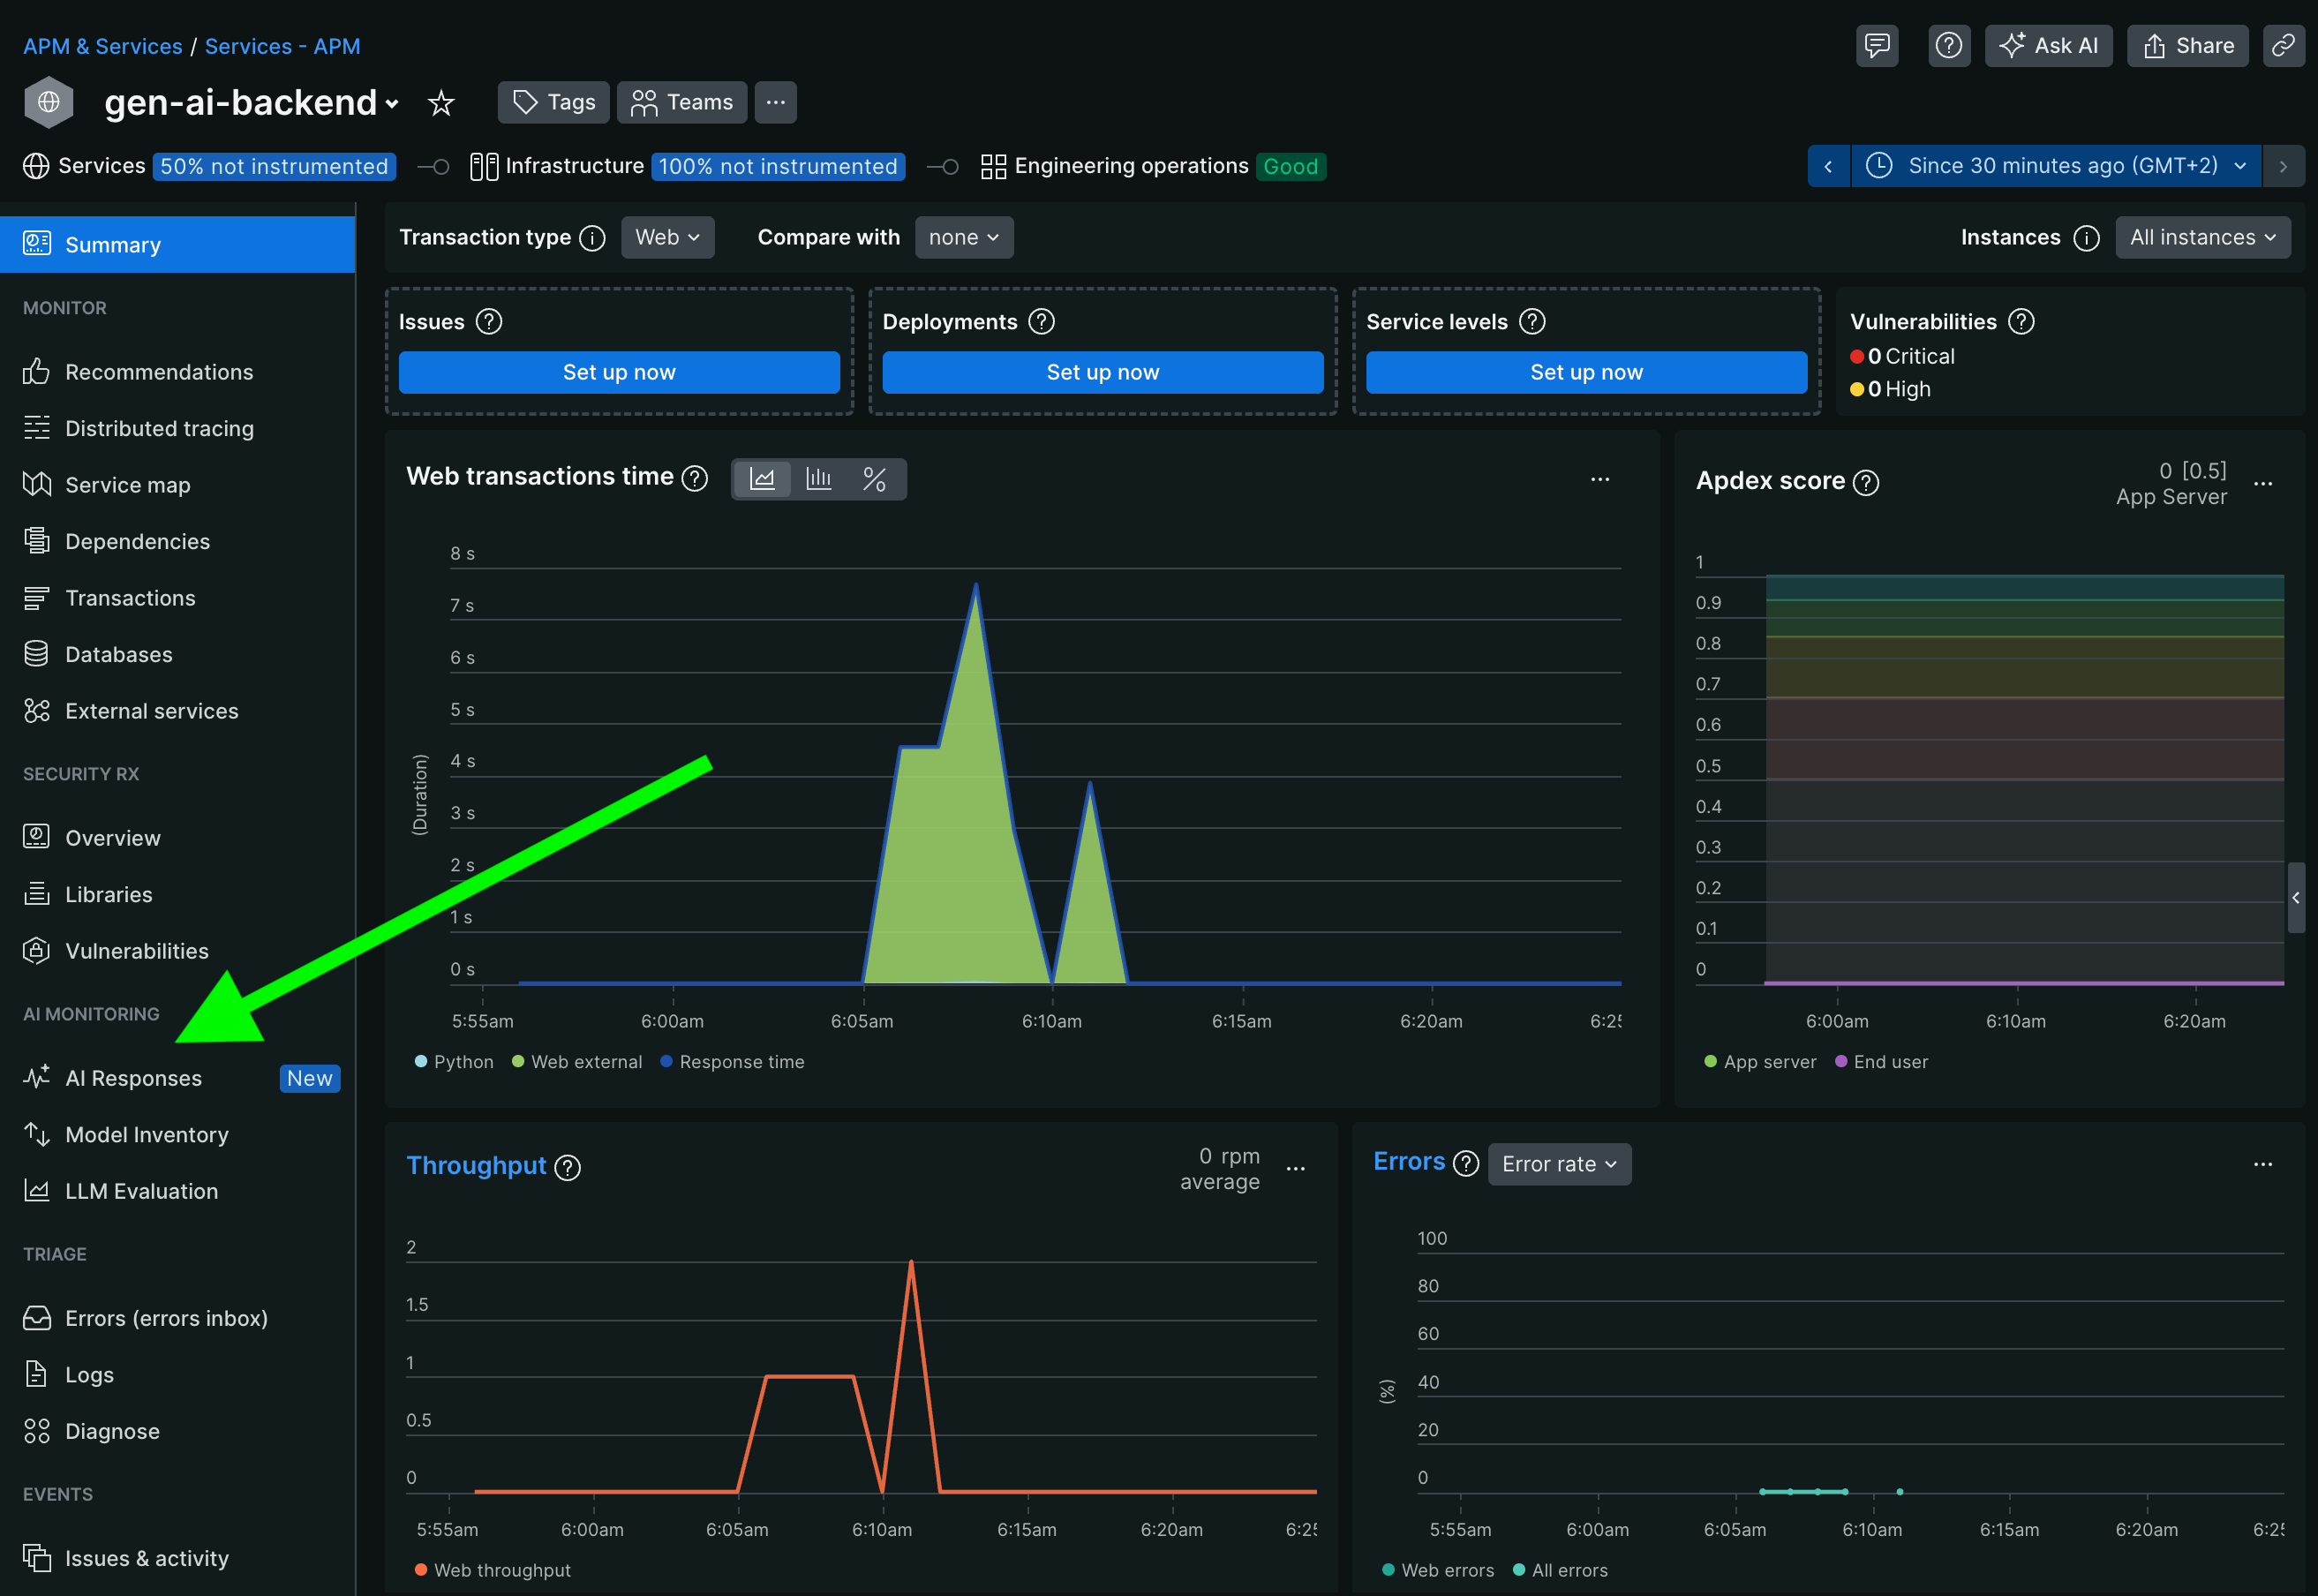 APM & Services / Services - APM
Ask AI
Share
gen-ai-backend
Tags
Teams
Services 50% not instrumented
Infrastructure 100% not instrumented
Engineering operations Good
Since 30 minutes ago (GMT+2)
Summary
MONITOR
Recommendations
Distributed tracing
Service map
Dependencies
Transactions
Databases
External services
SECURITY RX
Overview
Libraries
Vulnerabilities
AI MONITORING
AI Responses New
Model Inventory
LLM Evaluation
TRIAGE
Errors (errors inbox)
Logs
Diagnose
EVENTS
Issues & activity
Transaction type Web
Compare with none
Instances All instances
Issues
Set up now
Deployments
Set up now
Service levels
Set up now
Vulnerabilities
0 Critical
0 High
Web transactions time
%
8 s
7 s
6 s
5 s
4 s
3 s
2 s
1 s
0 s
(Duration)
5:55am 6:00am 6:05am 6:10am 6:15am 6:20am 6:25
Python Web external Response time
Apdex score
0 [0.5]
App Server
1
0.9
0.8
0.7
0.6
0.5
0.4
0.3
0.2
0.1
0
6:00am 6:10am 6:20am
App server End user
Throughput
0 rpm
average
2
1.5
1
0.5
0
5:55am 6:00am 6:05am 6:10am 6:15am 6:20am 6:25
Web throughput
Errors Error rate
100
80
60
40
20
0
(%)
5:55am 6:00am 6:05am 6:10am 6:15am 6:20am 6:25
Web errors All errors